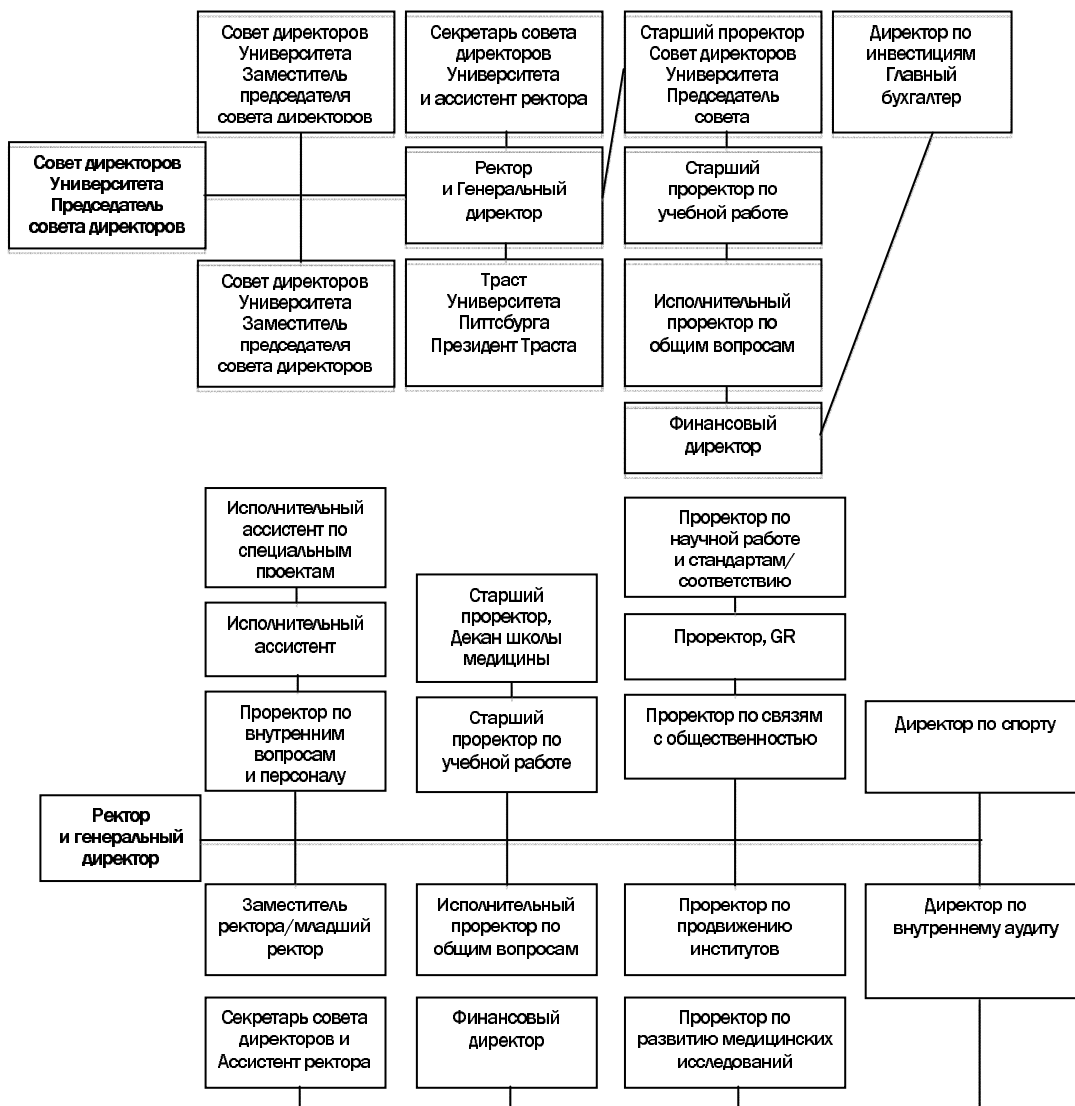 Совет директоров
Университета
Заместитель
председателя
совета директоров
Секретарь совета
директоров
Университета
и ассистент ректора
Старший проректор
Совет директоров
Университета
Председатель
совета
Директор по
инвестициям
Главный
бухгалтер
Совет директоров
Университета
Председатель
совета директоров
Ректор
и Генеральный
директор
Старший
проректор по
учебной работе
Совет директоров
Университета
Заместитель
председателя
совета директоров
Траст
Университета
Питтсбурга
Президент Траста
Исполнительный
проректор по
общим вопросам
Финансовый
директор
Исполнительный
ассистент по
специальным
проектам
Проректор по
научной работе
и стандартам/
соответствию
Исполнительный
ассистент
Старший
проректор,
Декан школы
медицины
Проректор, GR
Проректор по
внутренним
вопросам
и персоналу
Старший
проректор по
учебной работе
Проректор по связям
с общественностью
Директор по спорту
Ректор
и генеральный
директор
Заместитель
ректора/младший
ректор
Исполнительный
проректор по
общим вопросам
Проректор по
продвижению
институтов
Директор по
внутреннему аудиту
Секретарь совета
директоров и
Ассистент ректора
Финансовый
директор
Проректор по
развитию медицинских
исследований